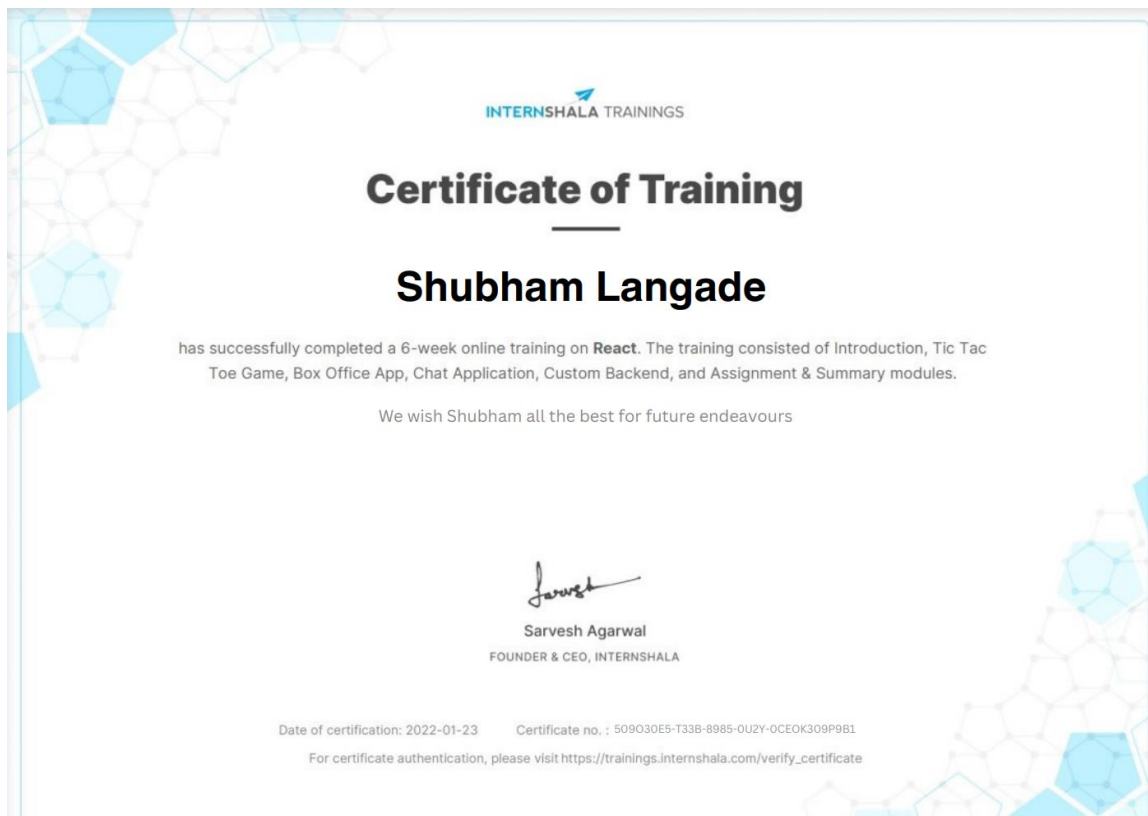 INTERNSHALA TRAININGS
Certificate of Training
Shubham Langade
has successfully completed a 6-week online training on React. The training consisted of Introduction, Tic Tac
Toe Game, Box Office App, Chat Application, Custom Backend, and Assignment & Summary modules.
We wish Shubham all the best for future endeavours
Sarvesh
Sarvesh Agarwal
FOUNDER & CEO, INTERNSHALA
Date of certification: 2022-01-23 Certificate no. : 509O30E5-T33B-8985-0U2Y-0CE0K309P9B1
For certificate authentication, please visit https://trainings.internshala.com/verify_certificate